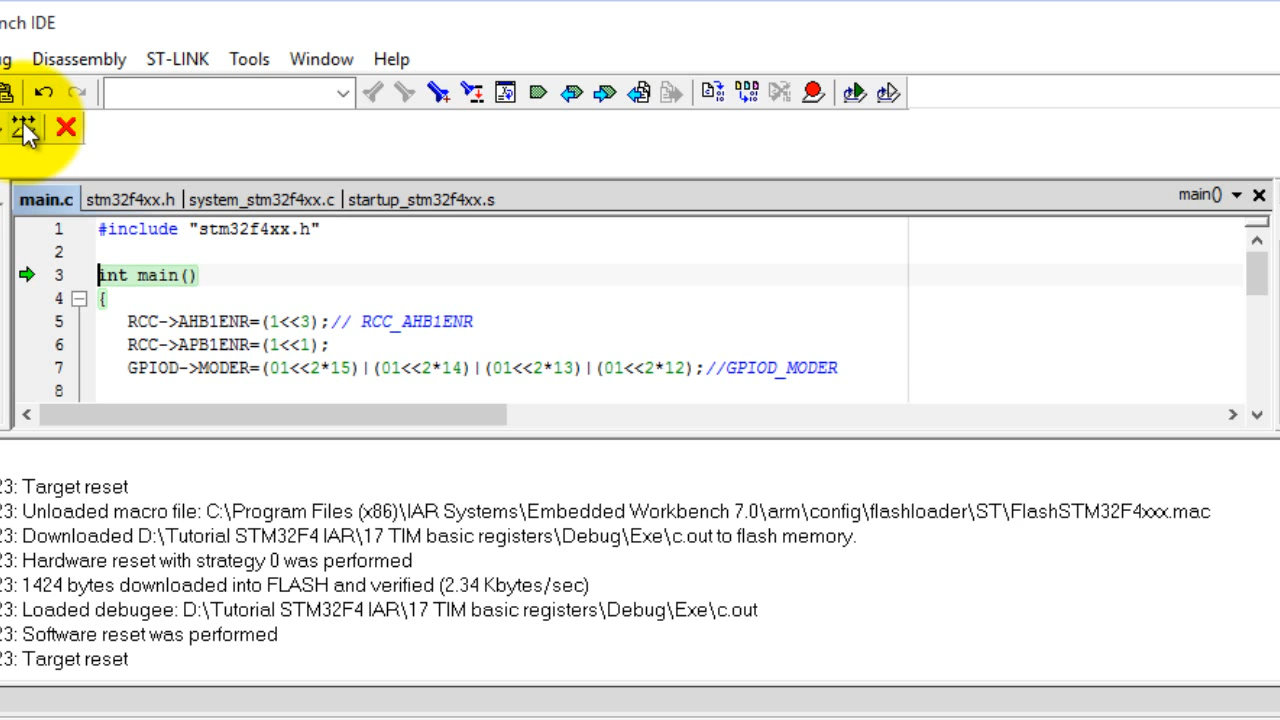 nch IDE
g Disassembly ST-LINK Tools Window Help
main.c stm32f4xx.h system_stm32f4xx.c startup_stm32f4xx.s main()
1 #include "stm32f4xx.h"
2
3 int main()
4 {
5 RCC->AHB1ENR=(1<<3);// RCC_AHB1ENR
6 RCC->APB1ENR=(1<<1);
7 GPIOD->MODER=(01<<2*15)|(01<<2*14)|(01<<2*13)|(01<<2*12);//GPIOD_MODER
8
23: Target reset
23: Unloaded macro file: C:\Program Files (x86)\IAR Systems\Embedded Workbench 7.0\arm\config\flashloader\ST\FlashSTM32F4xxx.mac
23: Downloaded D:\Tutorial STM32F4 IAR\17 TIM basic registers\Debug\Exe\c.out to flash memory.
23: Hardware reset with strategy 0 was performed
23: 1424 bytes downloaded into FLASH and verified (2.34 Kbytes/sec)
23: Loaded debugee: D:\Tutorial STM32F4 IAR\17 TIM basic registers\Debug\Exe\c.out
23: Software reset was performed
23: Target reset